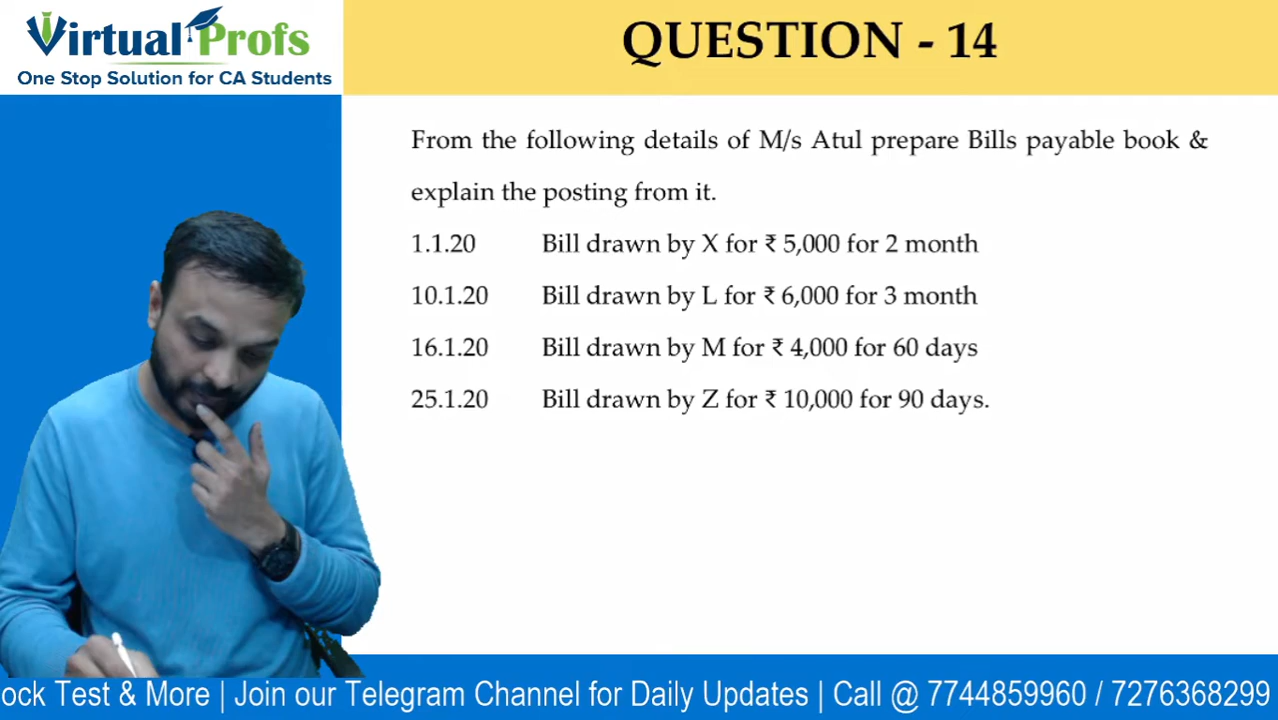 Virtual Profs
One Stop Solution for CA Students
QUESTION - 14
From the following details of M/s Atul prepare Bills payable book &
explain the posting from it.
1.1.20 Bill drawn by X for ₹ 5,000 for 2 month
10.1.20 Bill drawn by L for ₹ 6,000 for 3 month
16.1.20 Bill drawn by M for ₹ 4,000 for 60 days
25.1.20 Bill drawn by Z for ₹ 10,000 for 90 days.
ock Test & More | Join our Telegram Channel for Daily Updates | Call @ 7744859960 / 7276368299